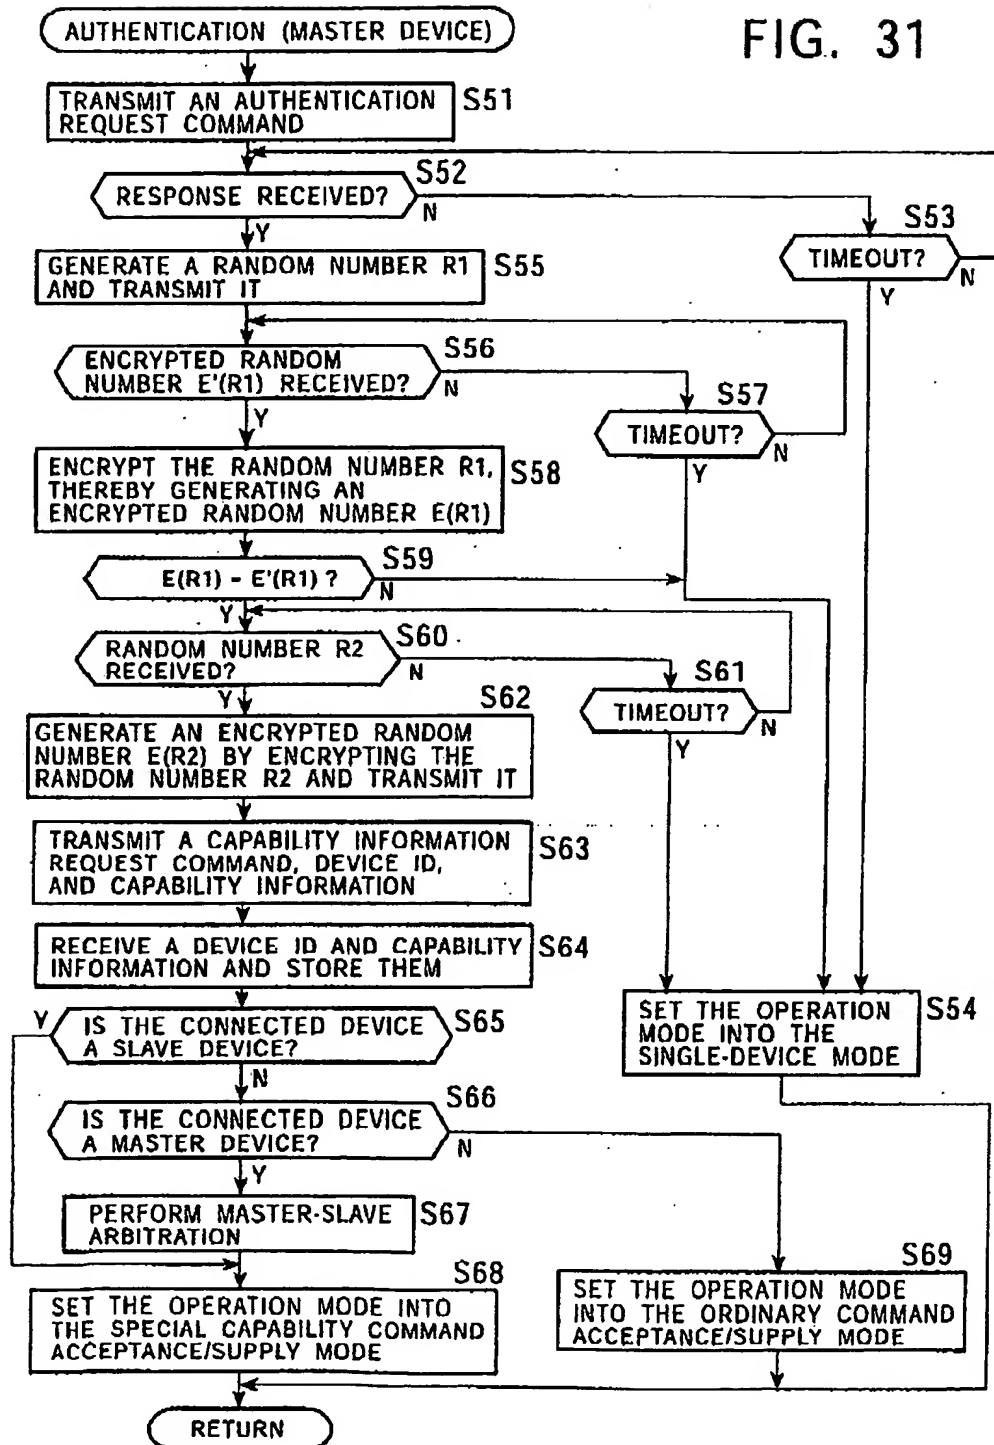 FIG. 31
AUTHENTICATION (MASTER DEVICE)
TRANSMIT AN AUTHENTICATION
REQUEST COMMAND
S51
RESPONSE RECEIVED?
S52
N
Y
S53
TIMEOUT?
N
Y
GENERATE A RANDOM NUMBER R1
AND TRANSMIT IT
S55
ENCRYPTED RANDOM
NUMBER E'(R1) RECEIVED?
S56
N
Y
S57
TIMEOUT?
N
Y
ENCRYPT THE RANDOM NUMBER R1,
THEREBY GENERATING AN
ENCRYPTED RANDOM NUMBER E(R1)
S58
E(R1) - E'(R1) ?
S59
N
Y
RANDOM NUMBER R2
RECEIVED?
S60
N
Y
S61
TIMEOUT?
N
Y
S62
GENERATE AN ENCRYPTED RANDOM
NUMBER E(R2) BY ENCRYPTING THE
RANDOM NUMBER R2 AND TRANSMIT IT
TRANSMIT A CAPABILITY INFORMATION
REQUEST COMMAND, DEVICE ID,
AND CAPABILITY INFORMATION
S63
RECEIVE A DEVICE ID AND CAPABILITY
INFORMATION AND STORE THEM
S64
SET THE OPERATION
MODE INTO THE
SINGLE-DEVICE MODE
S54
Y
IS THE CONNECTED DEVICE
A SLAVE DEVICE?
S65
N
IS THE CONNECTED DEVICE
A MASTER DEVICE?
S66
N
Y
PERFORM MASTER-SLAVE
ARBITRATION
S67
S68
SET THE OPERATION MODE INTO
THE SPECIAL CAPABILITY COMMAND
ACCEPTANCE/SUPPLY MODE
S69
SET THE OPERATION MODE
INTO THE ORDINARY COMMAND
ACCEPTANCE/SUPPLY MODE
RETURN